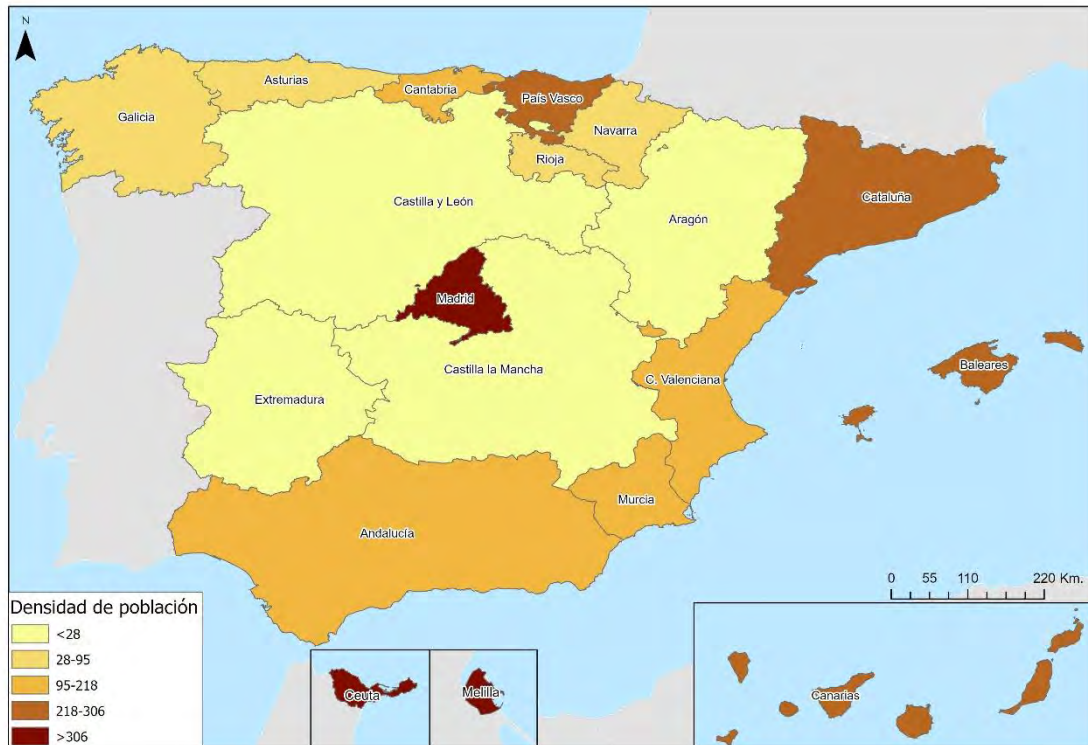 N
Asturias
Cantabria
País Vasco
Galicia
Navarra
Rioja
Castilla y León
Cataluña
Aragón
Madrid
Baleares
Castilla la Mancha
C. Valenciana
Extremadura
Murcia
Andalucía
0 55 110 220 Km.
Densidad de población
<28
28-95
95-218
218-306
>306
Ceuta
Melilla
Canarias